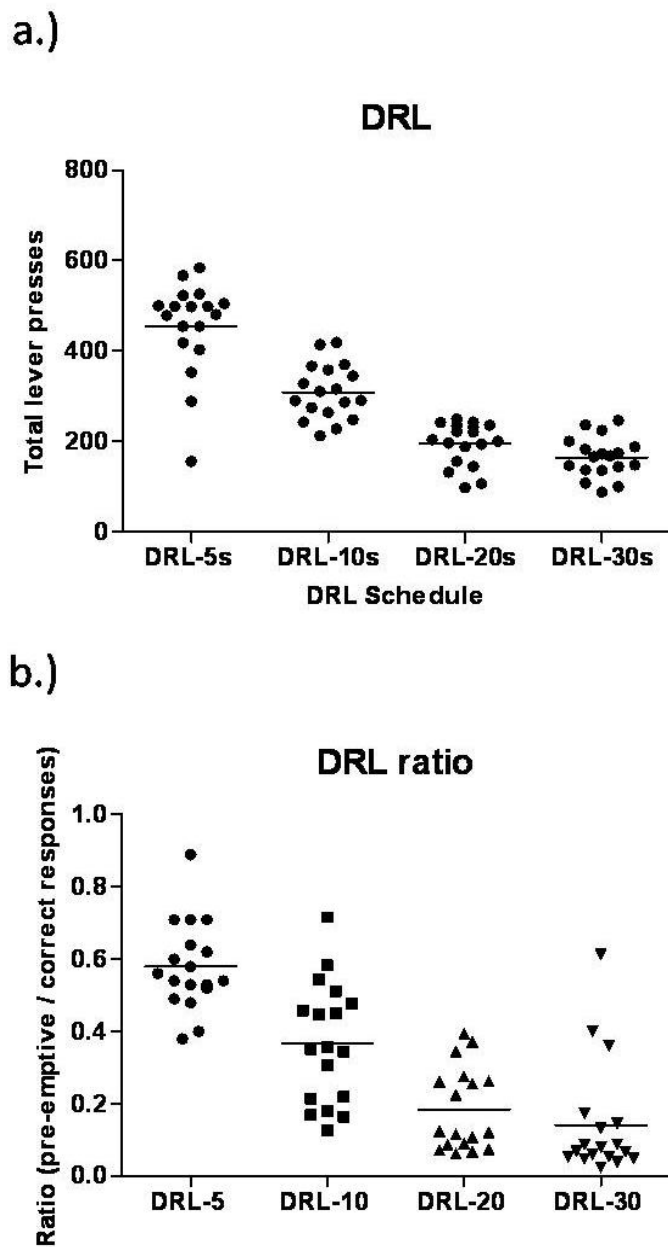 a.)
DRL
800
600
400
200
0
Total lever presses
DRL-5s DRL-10s DRL-20s DRL-30s
DRL Schedule
b.)
DRL ratio
1.0
0.8
0.6
0.4
0.2
0.0
Ratio (pre-emptive / correct responses)
DRL-5 DRL-10 DRL-20 DRL-30